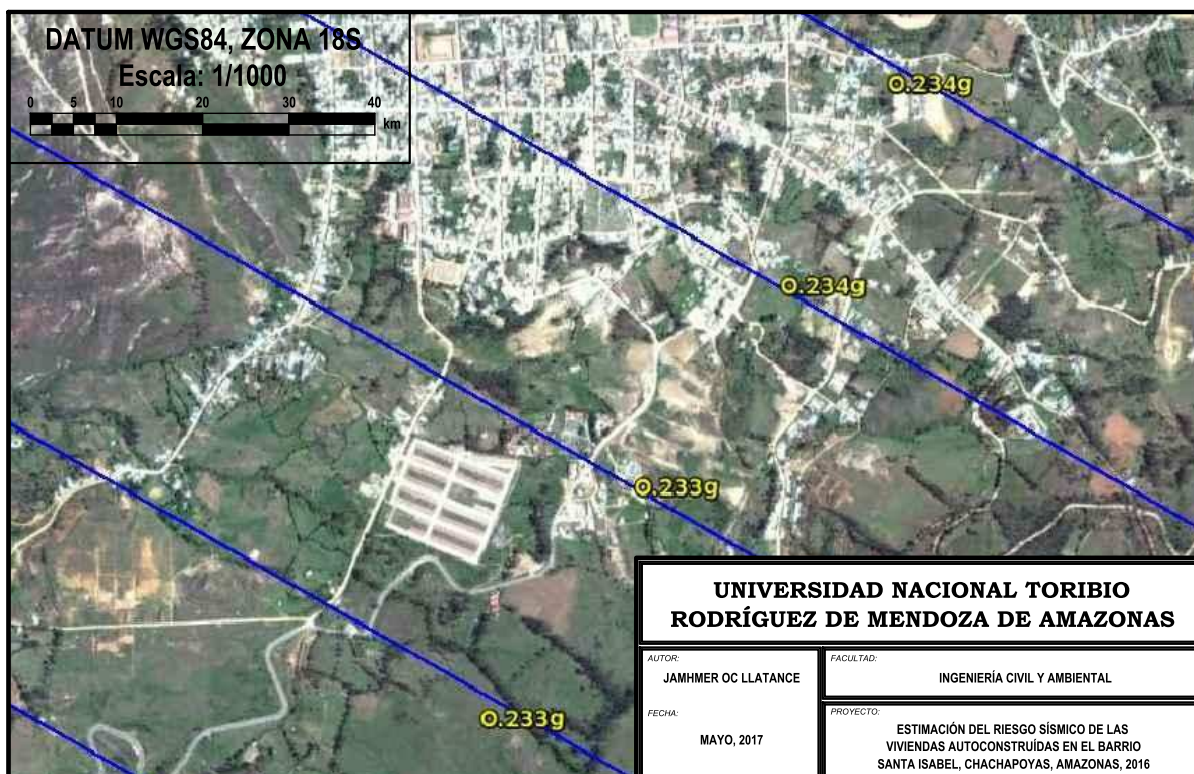 DATUM WGS84, ZONA 18S
Escala: 1/1000
0 5 10 20 30 40
km
0.234g
0.234g
0.233g
0.233g
UNIVERSIDAD NACIONAL TORIBIO
RODRÍGUEZ DE MENDOZA DE AMAZONAS
AUTOR:
JAMHMER OC LLATANCE
FECHA:
MAYO, 2017
FACULTAD:
INGENIERÍA CIVIL Y AMBIENTAL
PROYECTO:
ESTIMACIÓN DEL RIESGO SÍSMICO DE LAS
VIVIENDAS AUTOCONSTRUÍDAS EN EL BARRIO
SANTA ISABEL, CHACHAPOYAS, AMAZONAS, 2016